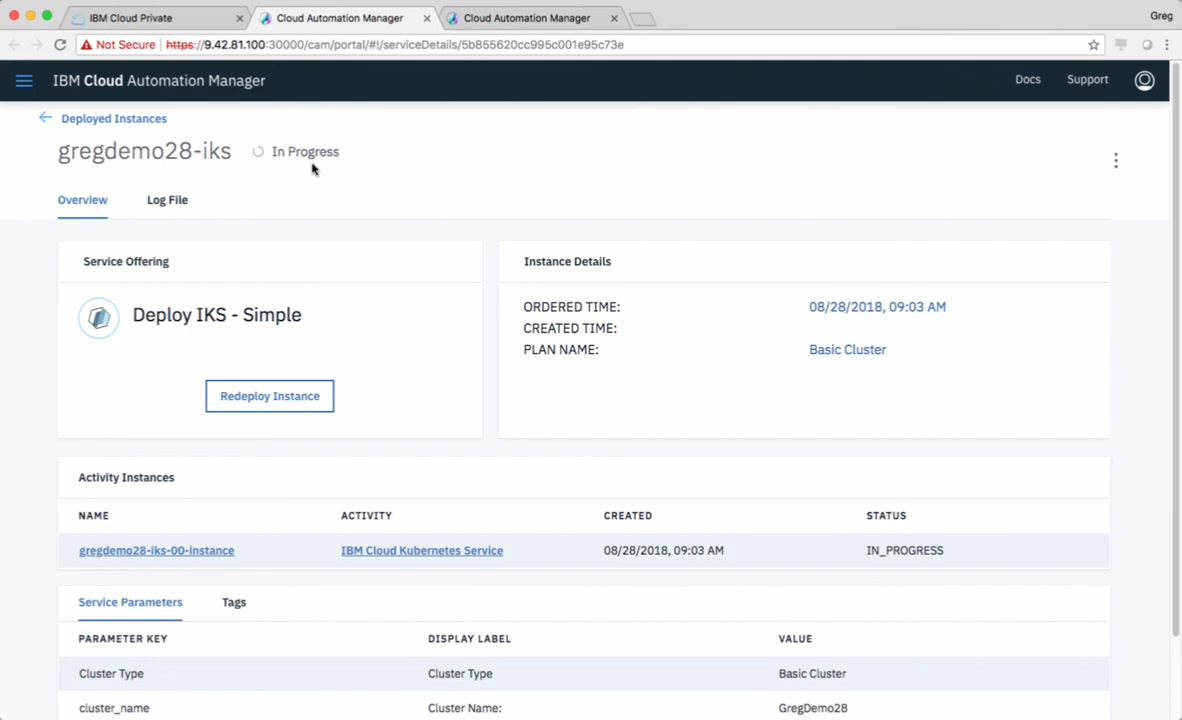 IBM Cloud Private
Cloud Automation Manager
Cloud Automation Manager
Greg
Not Secure | https://9.42.81.100:30000/cam/portal/#!/serviceDetails/5b855620cc995c001e95c73e
IBM Cloud Automation Manager
Docs
Support
Deployed Instances
gregdemo28-iks
In Progress
Overview
Log File
Service Offering
Deploy IKS - Simple
Redeploy Instance
Instance Details
ORDERED TIME: 08/28/2018, 09:03 AM
CREATED TIME:
PLAN NAME: Basic Cluster
Activity Instances
NAME ACTIVITY CREATED STATUS
gregdemo28-iks-00-instance IBM Cloud Kubernetes Service 08/28/2018, 09:03 AM IN_PROGRESS
Service Parameters
Tags
PARAMETER KEY DISPLAY LABEL VALUE
Cluster Type Cluster Type Basic Cluster
cluster_name Cluster Name: GregDemo28